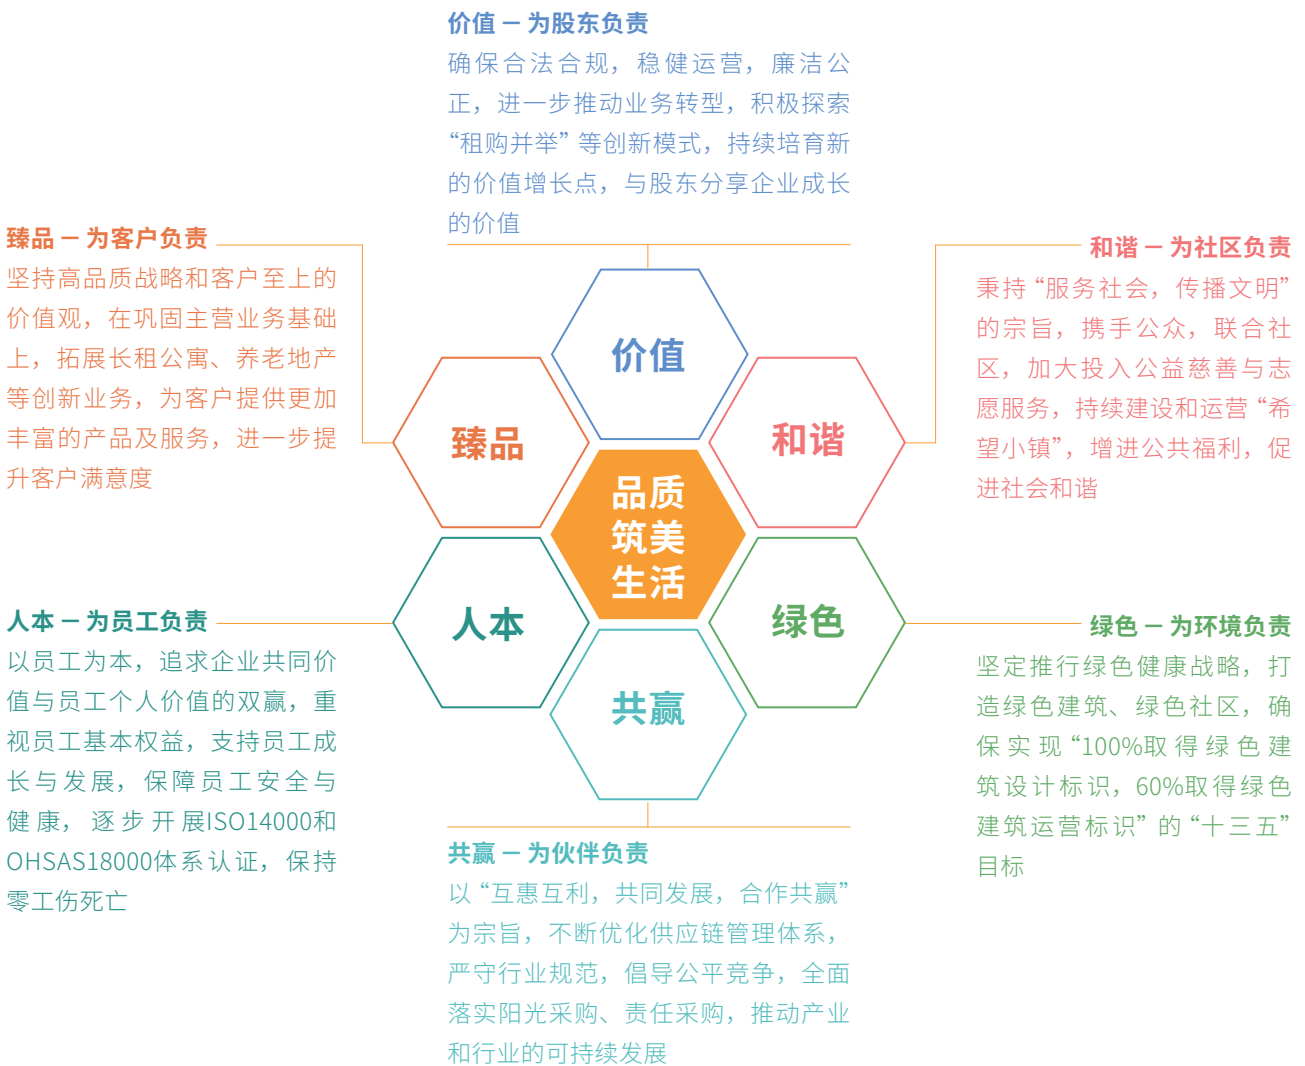 价值 — 为股东负责
确保合法合规，稳健运营，廉洁公
正，进一步推动业务转型，积极探索
“租购并举”等创新模式，持续培育新
的价值增长点，与股东分享企业成长
的价值
臻品 — 为客户负责
坚持高品质战略和客户至上的
价值观，在巩固主营业务基础
上，拓展长租公寓、养老地产
等创新业务，为客户提供更加
丰富的产品及服务，进一步提
升客户满意度
和谐 — 为社区负责
秉持“服务社会，传播文明”
的宗旨，携手公众，联合社
区，加大投入公益慈善与志
愿服务，持续建设和运营“希
望小镇”，增进公共福利，促
进社会和谐
价值
臻品
和谐
品质
筑美
生活
人本
绿色
共赢
人本 — 为员工负责
以员工为本，追求企业共同价
值与员工个人价值的双赢，重
视员工基本权益，支持员工成
长与发展，保障员工安全与
健康，逐步开展ISO14000和
OHSAS18000体系认证，保持
零工伤死亡
绿色 — 为环境负责
坚定推行绿色健康战略，打
造绿色建筑、绿色社区，确
保实现“100%取得绿色建
筑设计标识，60%取得绿色
建筑运营标识”的“十三五”
目标
共赢 — 为伙伴负责
以“互惠互利，共同发展，合作共赢”
为宗旨，不断优化供应链管理体系，
严守行业规范，倡导公平竞争，全面
落实阳光采购、责任采购，推动产业
和行业的可持续发展